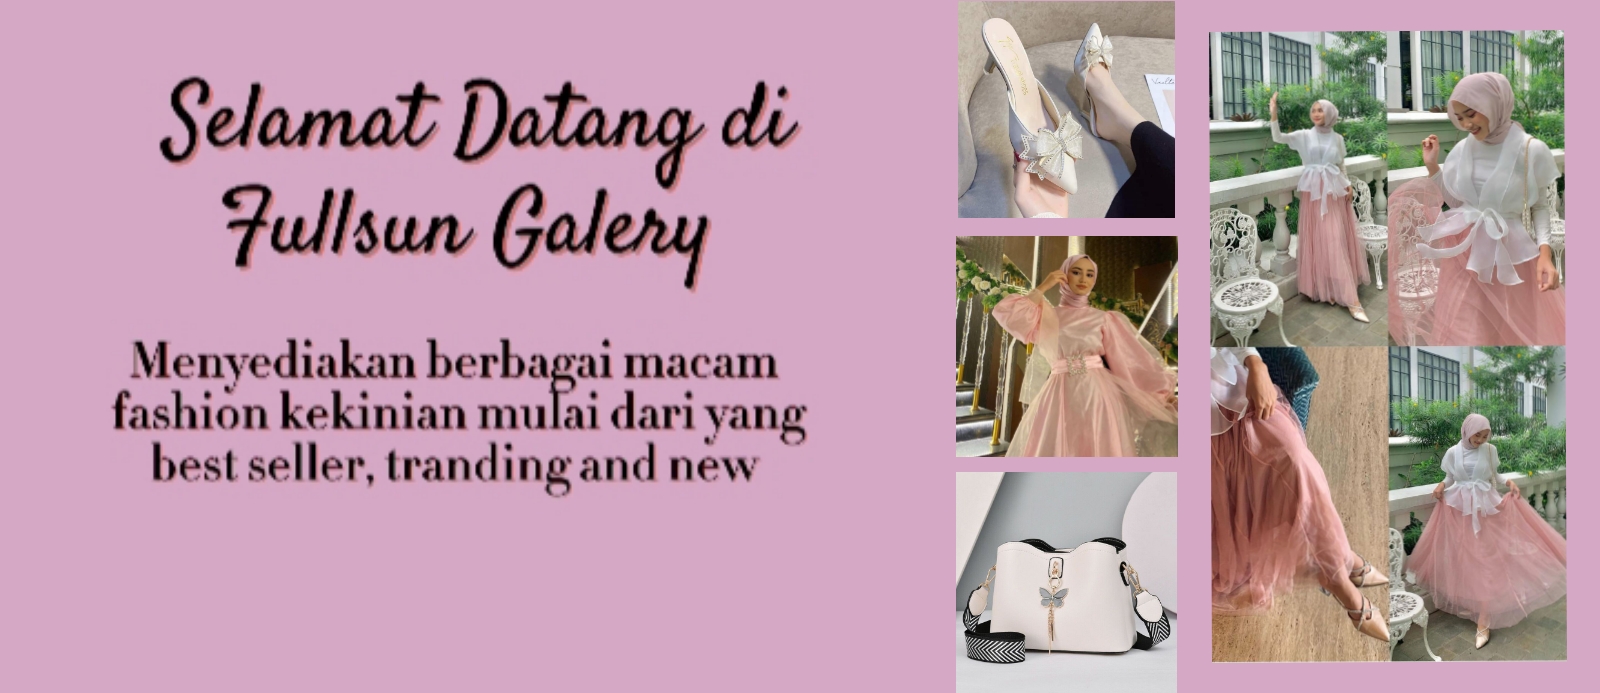 Selamat Datang di
Fullsun Galery
Menyediakan berbagai macam
fashion kekinian mulai dari yang
best seller, tranding and new